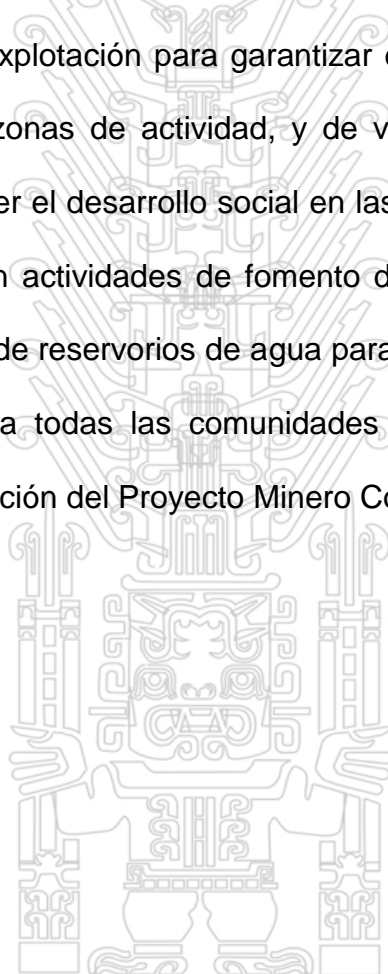 xplotación para garantizar
zonas de actividad, y de v
er el desarrollo social en las
n actividades de fomento d
de reservorios de agua para
a todas las comunidades
ción del Proyecto Minero Co